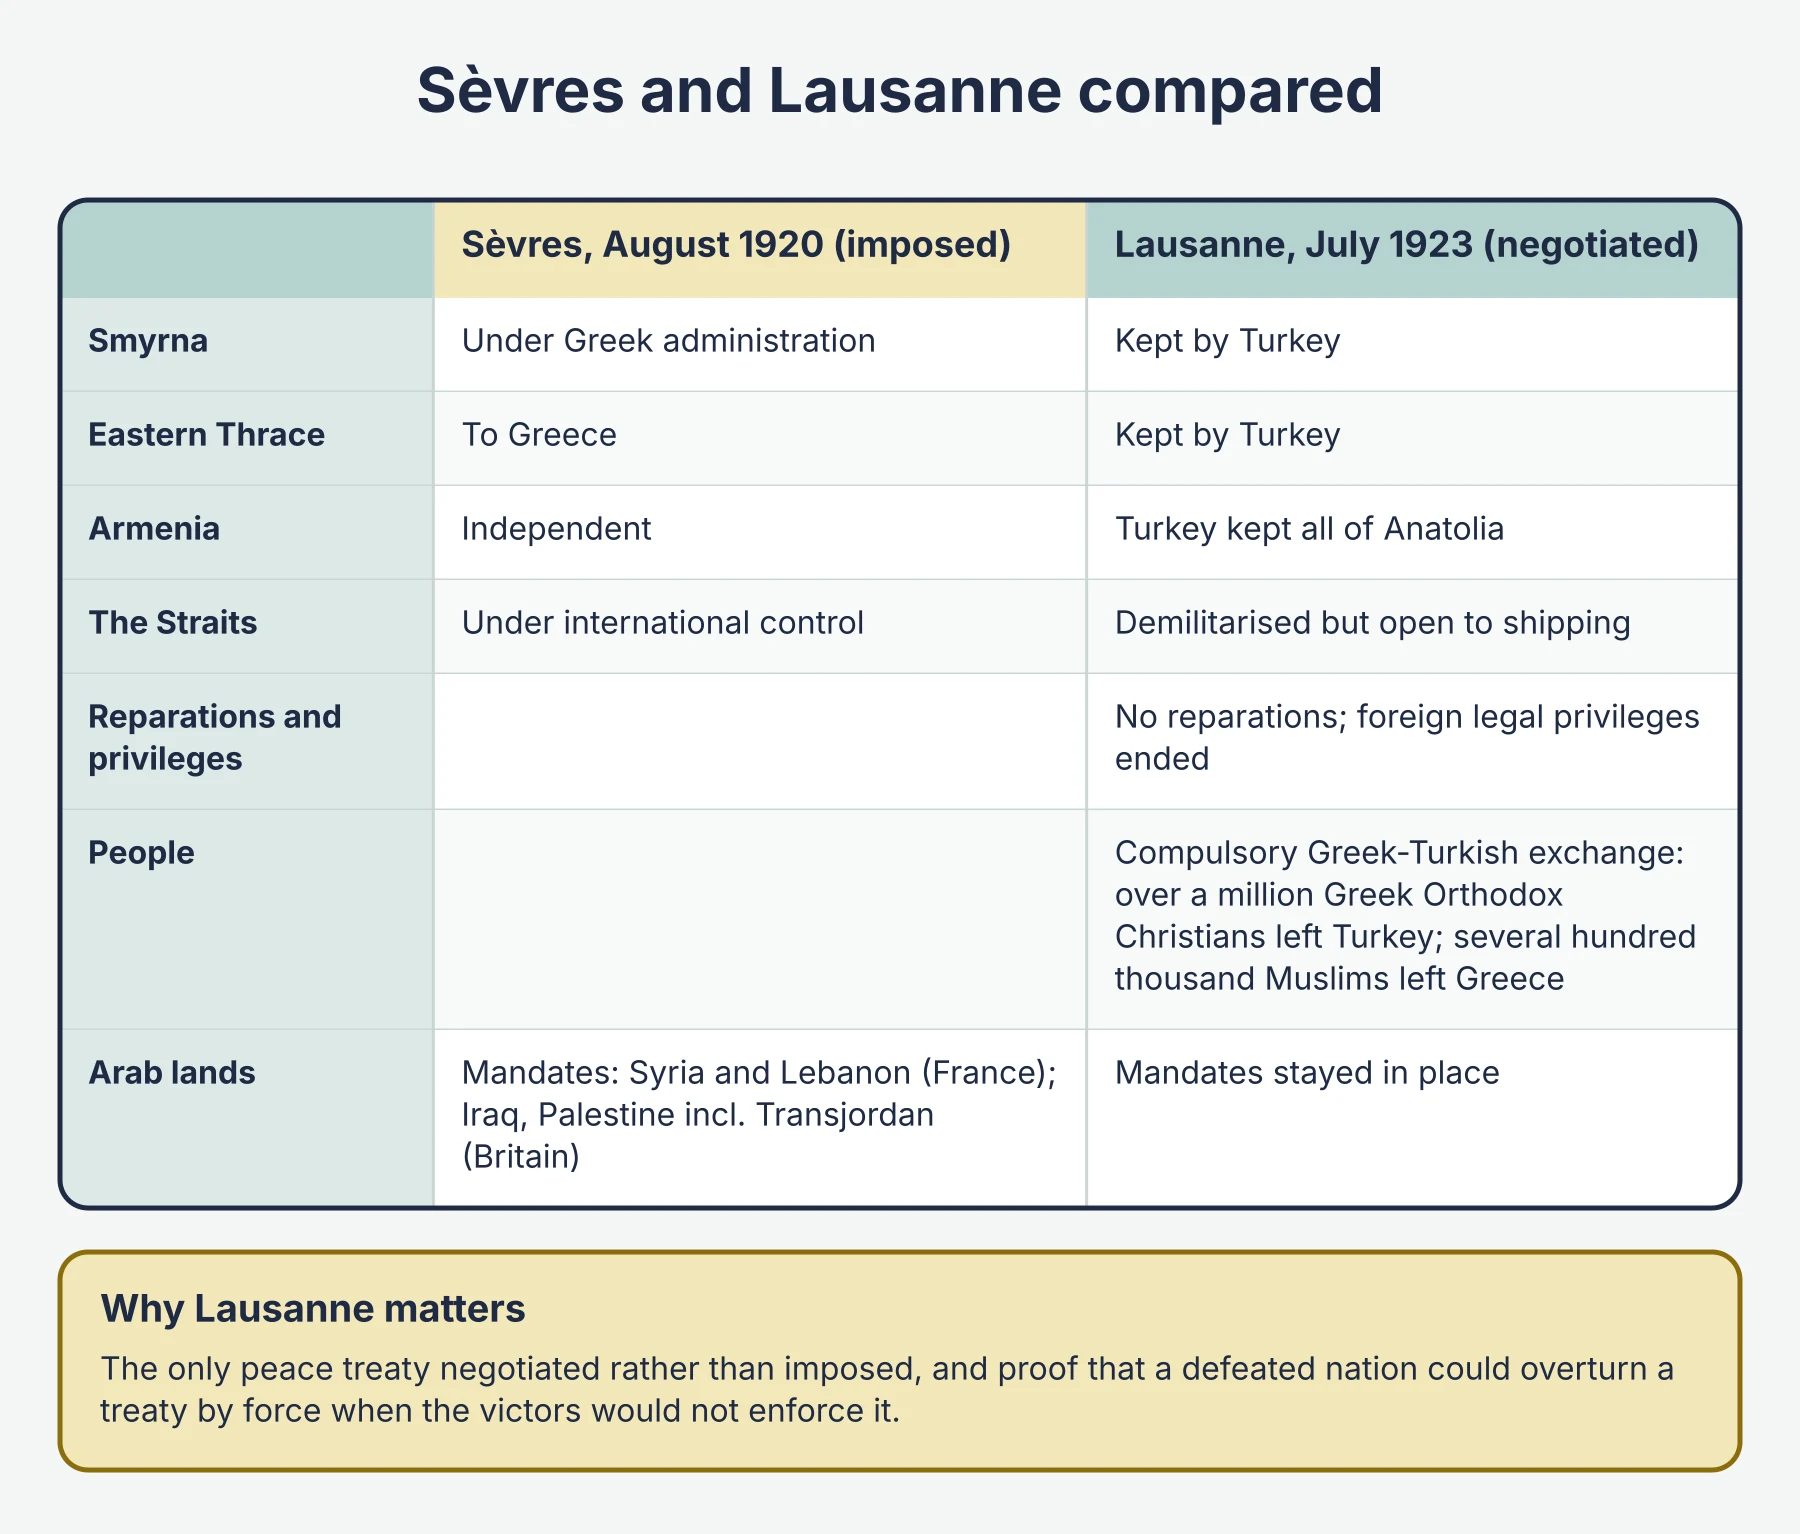 Sèvres and Lausanne compared
Sèvres, August 1920 (imposed)
Lausanne, July 1923 (negotiated)
Smyrna
Under Greek administration
Kept by Turkey
Eastern Thrace
To Greece
Kept by Turkey
Armenia
Independent
Turkey kept all of Anatolia
The Straits
Under international control
Demilitarised but open to shipping
Reparations and
privileges
No reparations; foreign legal privileges
ended
People
Compulsory Greek-Turkish exchange:
over a million Greek Orthodox
Christians left Turkey; several hundred
thousand Muslims left Greece
Arab lands
Mandates: Syria and Lebanon (France);
Iraq, Palestine incl. Transjordan
(Britain)
Mandates stayed in place
Why Lausanne matters
The only peace treaty negotiated rather than imposed, and proof that a defeated nation could overturn a
treaty by force when the victors would not enforce it.